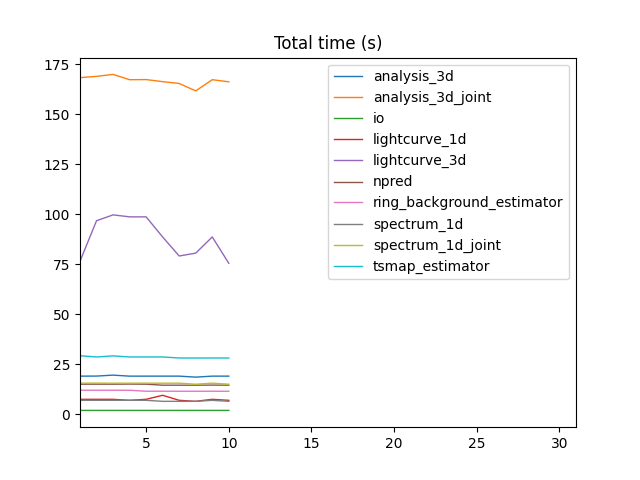 Total time (s)
175
150
125
100
75
50
25
0
5
10
15
20
25
30
analysis_3d
analysis_3d_joint
io
lightcurve_1d
lightcurve_3d
npred
ring_background_estimator
spectrum_1d
spectrum_1d_joint
tsmap_estimator